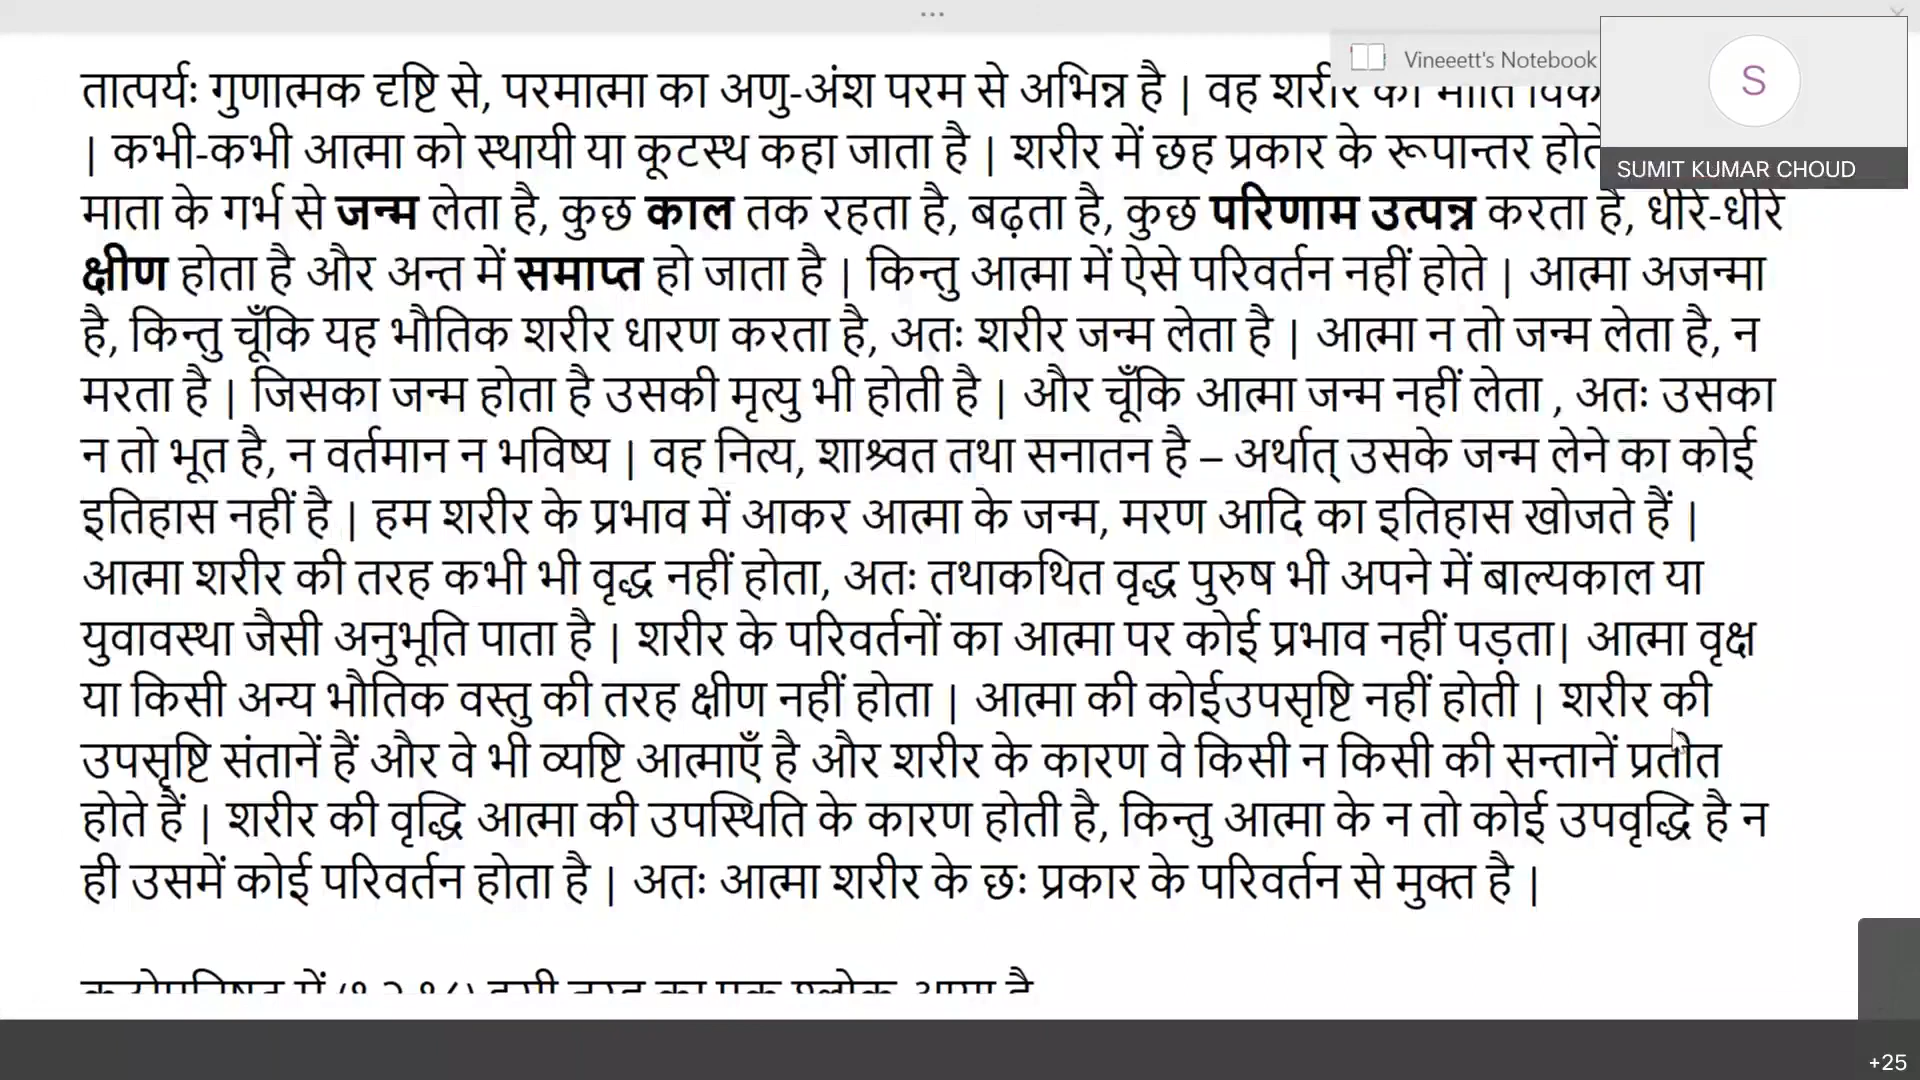 Vineeett's Notebook
S
SUMIT KUMAR CHOUD
तात्पर्यः गुणात्मक दृष्टि से, परमात्मा का अणु-अंश परम से अभिन्न है | वह शरीर की भाँति
| कभी-कभी आत्मा को स्थायी या कूटस्थ कहा जाता है | शरीर में छह प्रकार के रूपान्तर होते
माता के गर्भ से जन्म लेता है, कुछ काल तक रहता है, बढ़ता है, कुछ परिणाम उत्पन्न करता है, धीरे-धीरे
क्षीण होता है और अन्त में समाप्त हो जाता है | किन्तु आत्मा में ऐसे परिवर्तन नहीं होते | आत्मा अजन्मा
है, किन्तु चूँकि यह भौतिक शरीर धारण करता है, अतः शरीर जन्म लेता है | आत्मा न तो जन्म लेता है, न
मरता है | जिसका जन्म होता है उसकी मृत्यु भी होती है | और चूँकि आत्मा जन्म नहीं लेता , अतः उसका
न तो भूत है, न वर्तमान न भविष्य | वह नित्य, शाश्र्वत तथा सनातन है – अर्थात् उसके जन्म लेने का कोई
इतिहास नहीं है | हम शरीर के प्रभाव में आकर आत्मा के जन्म, मरण आदि का इतिहास खोजते हैं |
आत्मा शरीर की तरह कभी भी वृद्ध नहीं होता, अतः तथाकथित वृद्ध पुरुष भी अपने में बाल्यकाल या
युवावस्था जैसी अनुभूति पाता है | शरीर के परिवर्तनों का आत्मा पर कोई प्रभाव नहीं पड़ता| आत्मा वृक्ष
या किसी अन्य भौतिक वस्तु की तरह क्षीण नहीं होता | आत्मा की कोईउपसृष्टि नहीं होती | शरीर की
उपसृष्टि संतानें हैं और वे भी व्यष्टि आत्माएँ है और शरीर के कारण वे किसी न किसी की सन्तानें प्रतीत
होते हैं | शरीर की वृद्धि आत्मा की उपस्थिति के कारण होती है, किन्तु आत्मा के न तो कोई उपवृद्धि है न
ही उसमें कोई परिवर्तन होता है | अतः आत्मा शरीर के छः प्रकार के परिवर्तन से मुक्त है |
+25